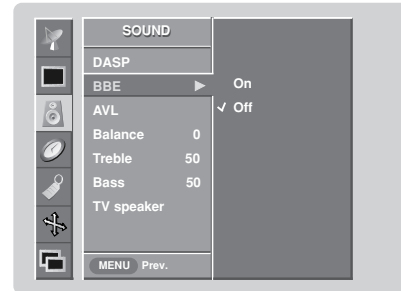 SOUND
DASP
BBE ▶ On
AVL ✓ Off
Balance 0
Treble 50
Bass 50
TV speaker
MENU Prev.